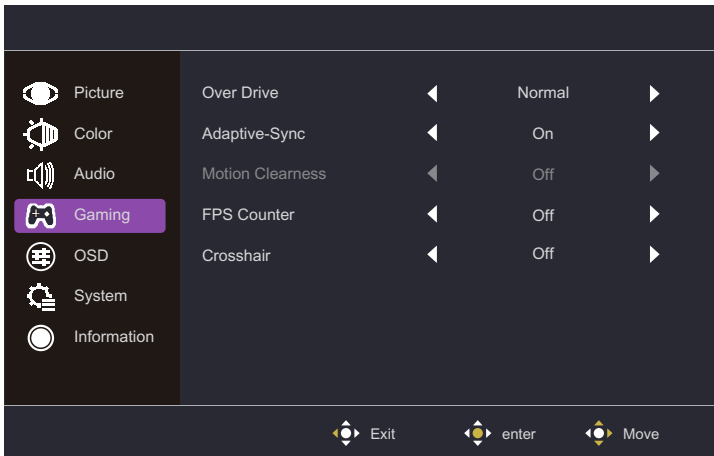 Picture Over Drive Normal
Color Adaptive-Sync On
Audio Motion Clearness Off
Gaming FPS Counter Off
OSD Crosshair Off
System
Information
Exit enter Move